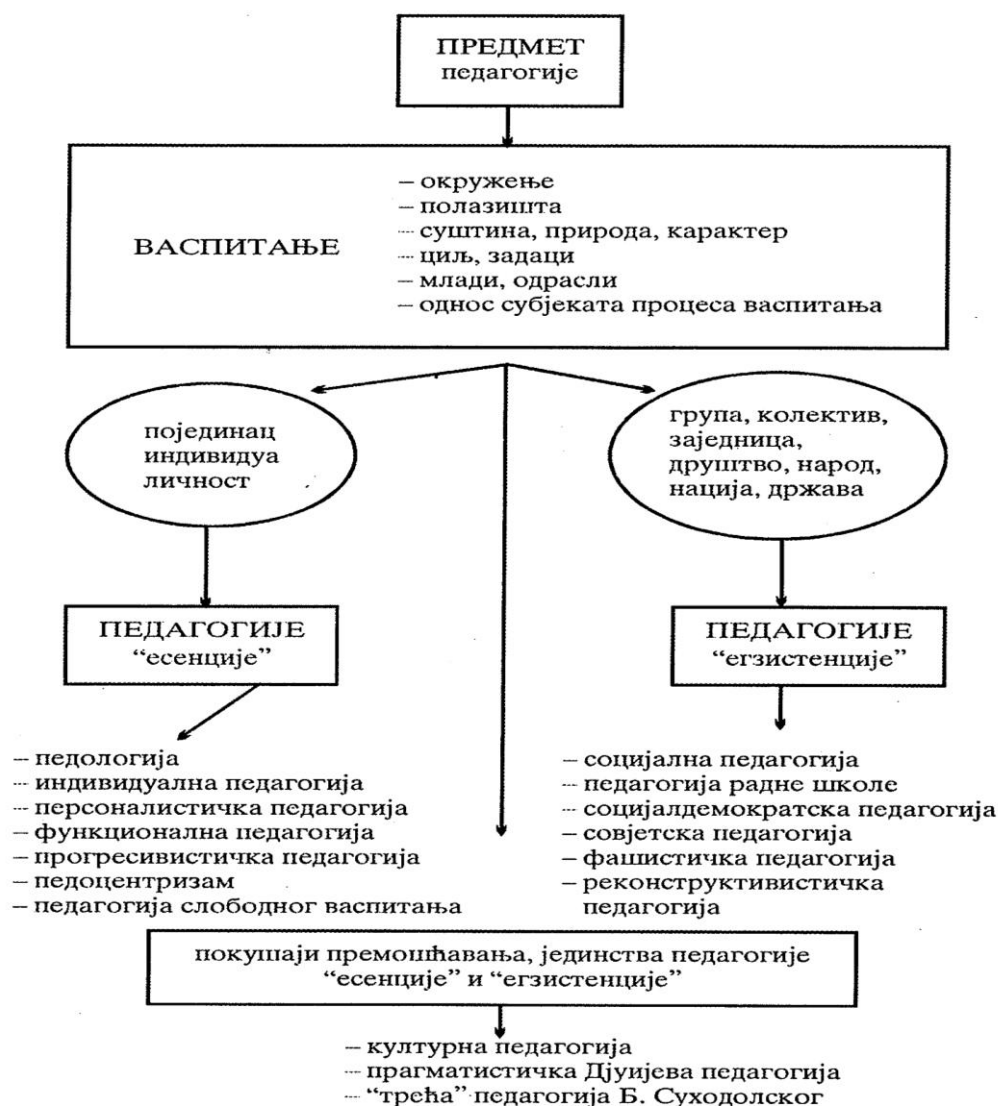 ПРЕДМЕТ
педагогије
ВАСПИТАЊЕ
– окружење
– полазишта
– суштина, природа, карактер
– циљ, задаци
– млади, одрасли
– однос субјеката процеса васпитања
појединац
индивидуа
личност
група, колектив,
заједница,
друштво, народ,
нација, држава
ПЕДАГОГИЈЕ
“есенције”
ПЕДАГОГИЈЕ
“егзистенције”
– педологија
– индивидуална педагогија
– персоналистичка педагогија
– функционална педагогија
– прогресивистичка педагогија
– педоцентризам
– педагогија слободног васпитања
– социјална педагогија
– педагогија радне школе
– социјалдемократска педагогија
– совјетска педагогија
– фашистичка педагогија
– реконструктивистичка
педагогија
покушаји премошћавања, јединства педагогије
“есенције” и “егзистенције”
– културна педагогија
– прагматистичка Дјуијева педагогија
– “трећа” педагогија Б. Суходолског